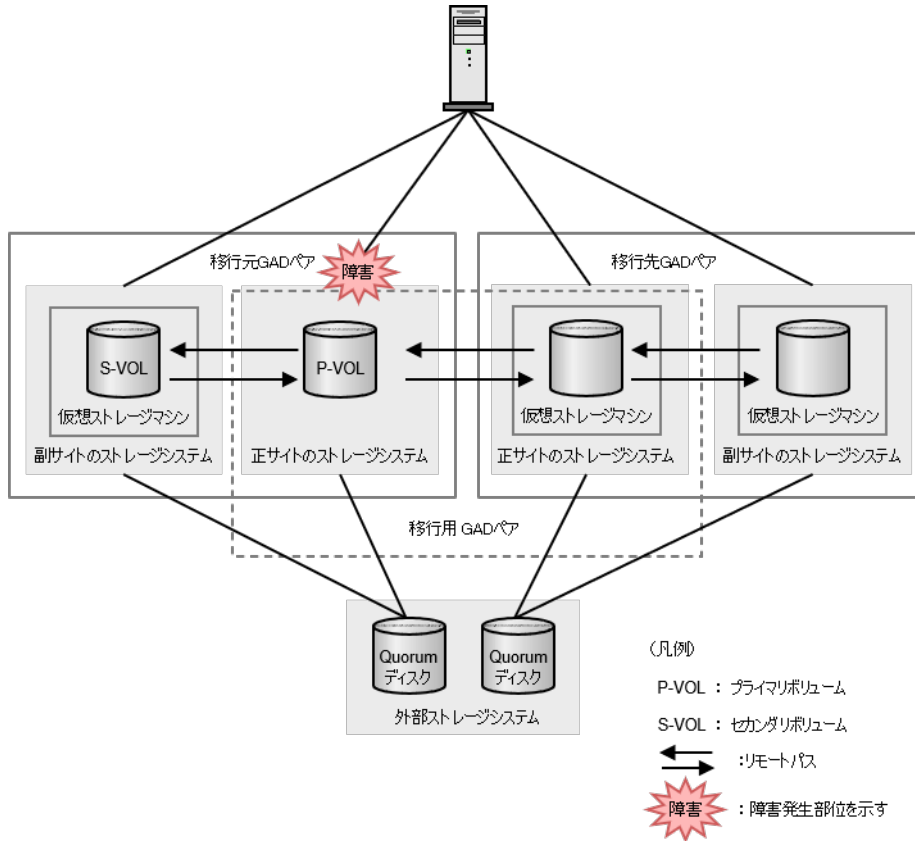 移行元GADペア
障害
移行先GADペア
S-VOL
P-VOL
仮想ストレージマシン
仮想ストレージマシン
仮想ストレージマシン
副サイトのストレージシステム
正サイトのストレージシステム
正サイトのストレージシステム
副サイトのストレージシステム
移行用 GADペア
Quorum
ディスク
Quorum
ディスク
外部ストレージシステム
(凡例)
P-VOL : プライマリボリューム
S-VOL : セカンダリボリューム
:リモートパス
障害 : 障害発生部位を示す